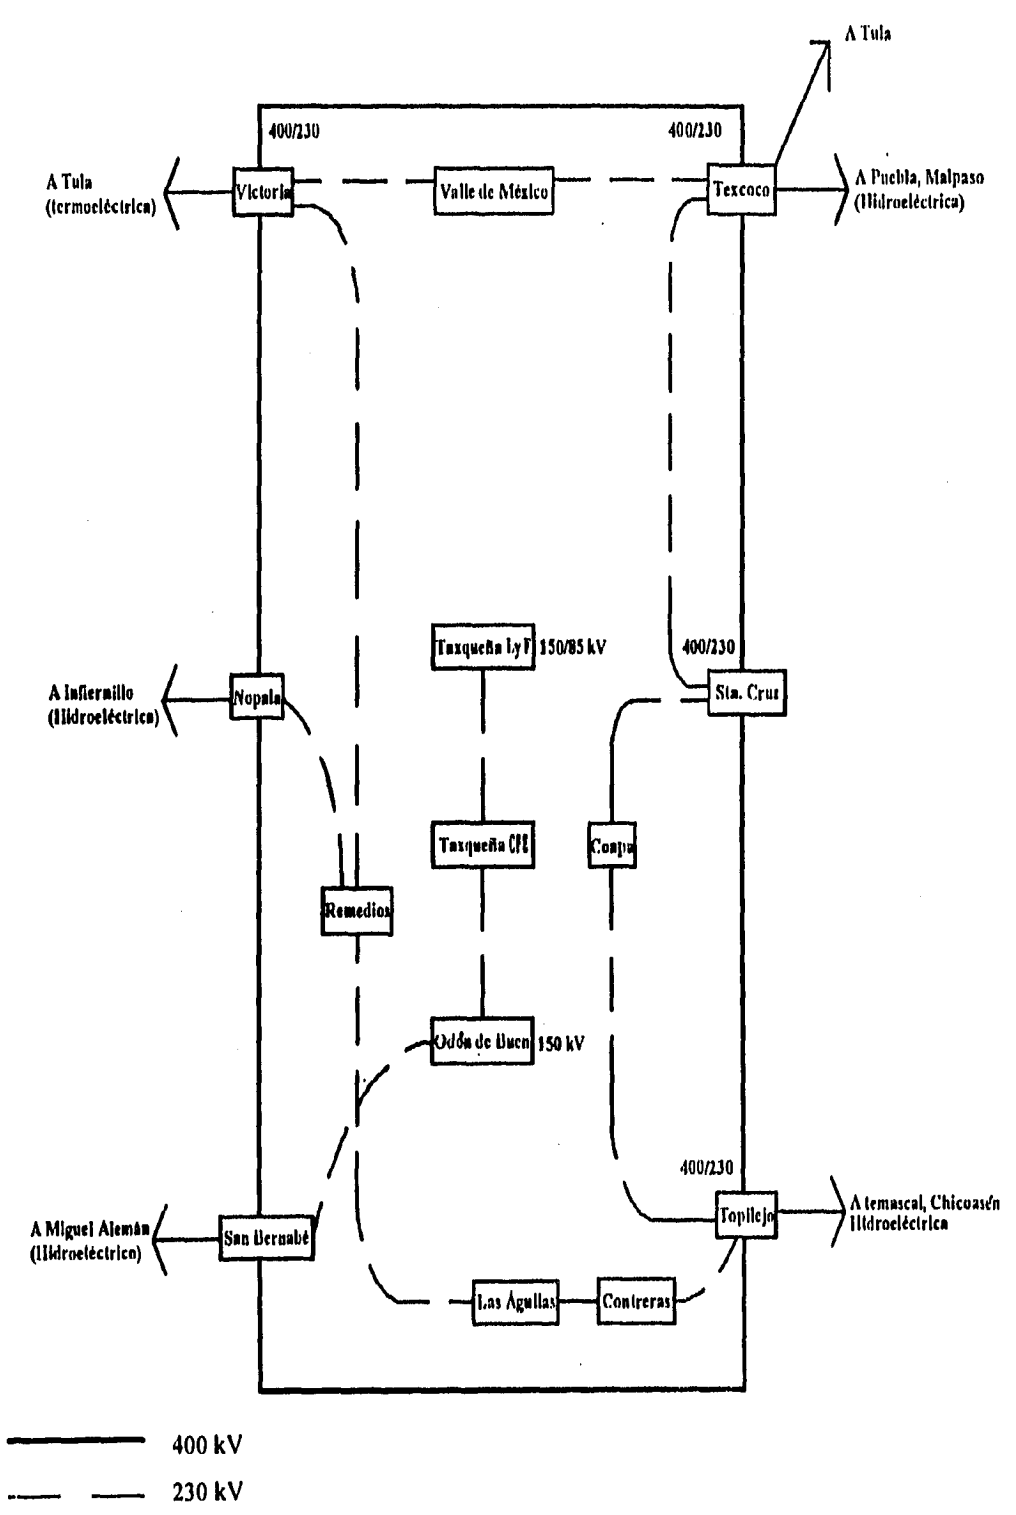 A Tula
400/230
400/230
A Tula
(termoeléctrica)
Victoria
Valle de México
Texcoco
A Puebla, Malpaso
(Hidroeléctrica)
Taxqueña LyF
150/85 kV
400/230
A Infiernillo
(Hidroeléctrica)
Nopala
Sta. Cruz
Taxqueña CFE
Coapa
Remedios
Odón de Buen
150 kV
400/230
A Miguel Alemán
(Hidroeléctrica)
San Bernabé
Topilejo
A temascal, Chicoasén
Hidroeléctrica
Las Águilas
Contreras
400 kV
230 kV